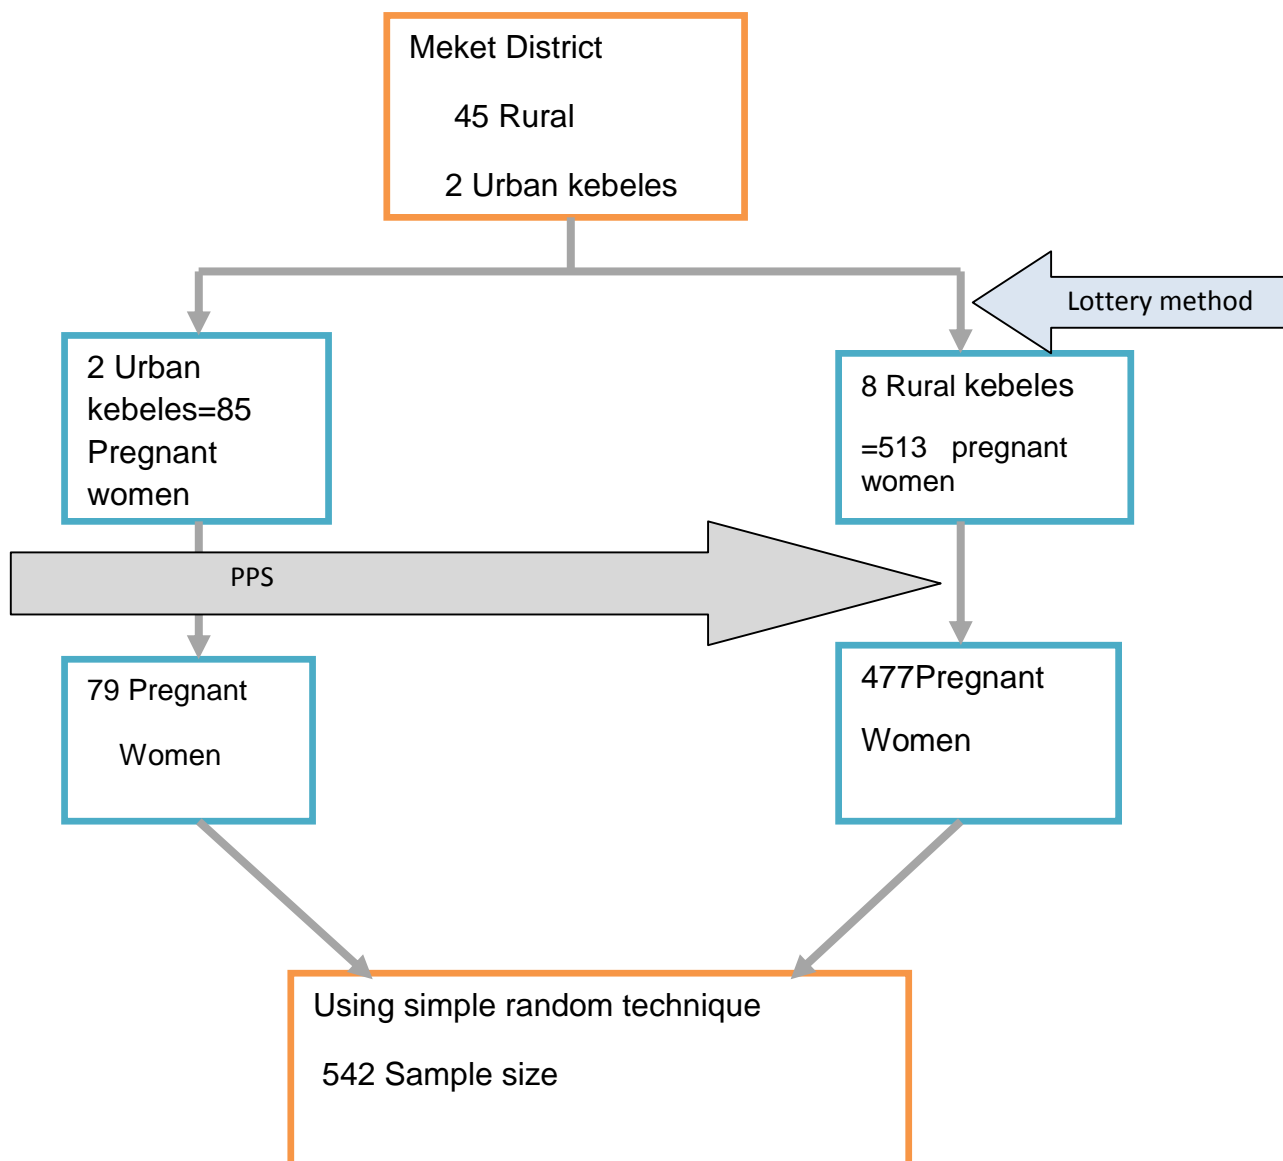 Meket District
45 Rural
2 Urban kebeles
Lottery method
2 Urban
kebeles=85
Pregnant
women
8 Rural kebeles
=513 pregnant
women
PPS
79 Pregnant
Women
477Pregnant
Women
Using simple random technique
542 Sample size